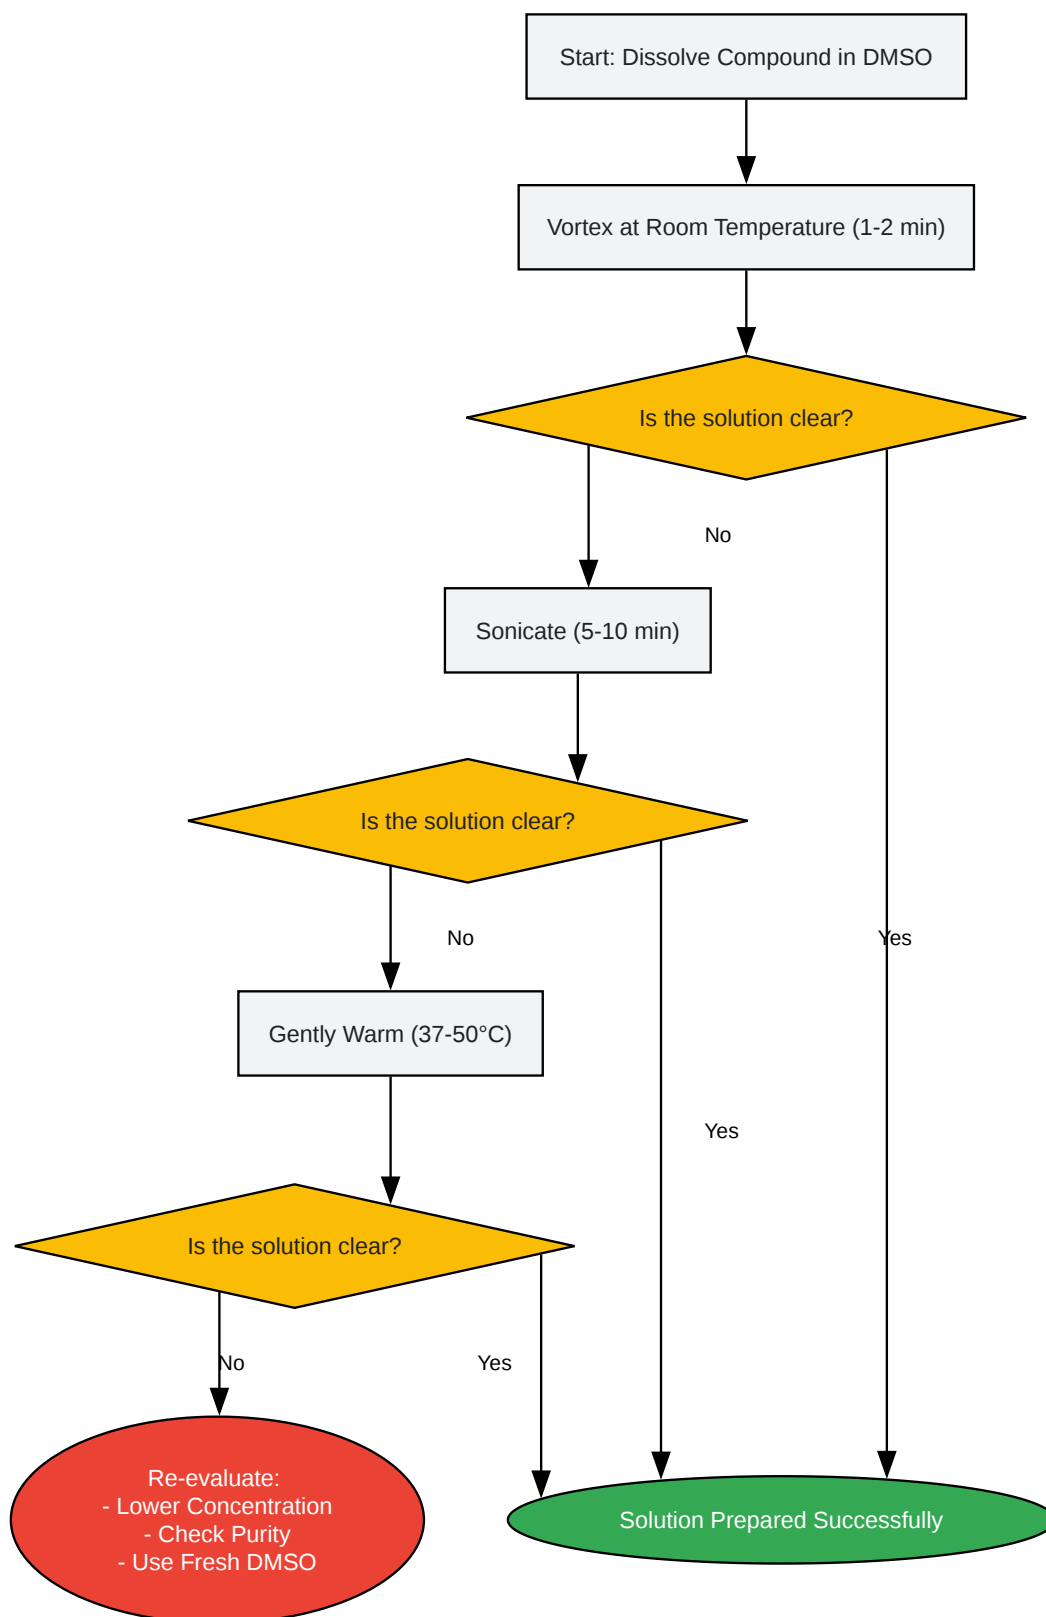 Start: Dissolve Compound in DMSO
Vortex at Room Temperature (1-2 min)
Is the solution clear?
No
Sonicate (5-10 min)
Is the solution clear?
No
Yes
Gently Warm (37-50°C)
Yes
Is the solution clear?
No
Yes
Re-evaluate:
- Lower Concentration
- Check Purity
- Use Fresh DMSO
Solution Prepared Successfully